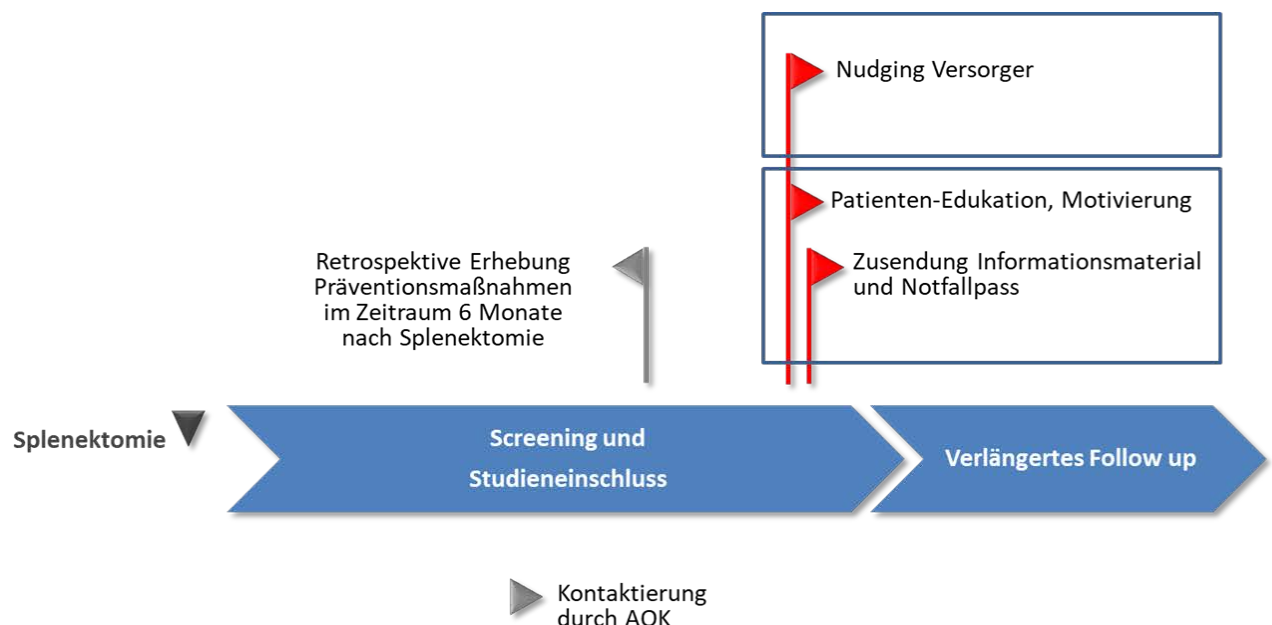 Nudging Versorger
Patienten-Edukation, Motivierung
Retrospektive Erhebung
Präventionsmaßnahmen
im Zeitraum 6 Monate
nach Splenektomie
Zusendung Informationsmaterial
und Notfallpass
Splenektomie
Screening und
Studieneinschluss
Verlängertes Follow up
Kontaktierung
durch AOK